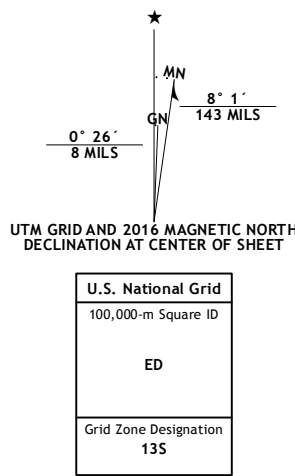 ★
MN
GN
8° 1´
143 MILS
0° 26´
8 MILS
UTM GRID AND 2016 MAGNETIC NORTH
DECLINATION AT CENTER OF SHEET
U.S. National Grid
100,000-m Square ID
ED
Grid Zone Designation
13S